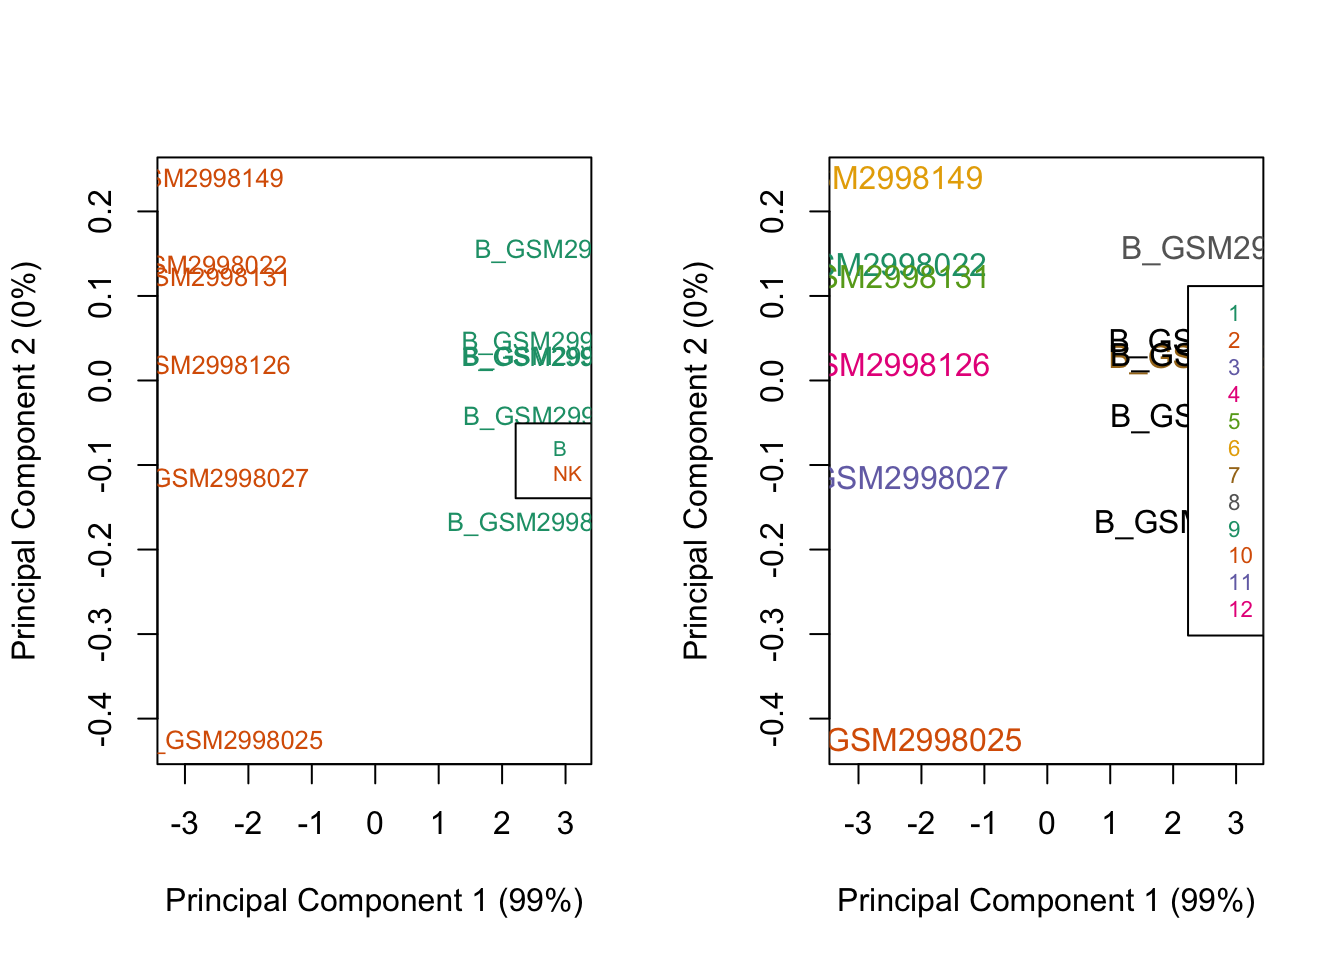 SM2998149
SM2998022
SM2998131
SM2998126
GSM2998027
_GSM2998025
B_GSM29
B_GSM299
B_GSM299
B_GSM299
B_GSM2998
B
NK
0.2
0.1
0.0
-0.1
-0.2
-0.3
-0.4
-3
-2
-1
0
1
2
3
Principal Component 2 (0%)
Principal Component 1 (99%)
M2998149
SM2998022
SM2998131
SM2998126
GSM2998027
GSM2998025
B_GSM29
B_GS
B_GS
B_GS
B_GSM
1
2
3
4
5
6
7
8
9
10
11
12
0.2
0.1
0.0
-0.1
-0.2
-0.3
-0.4
-3
-2
-1
0
1
2
3
Principal Component 2 (0%)
Principal Component 1 (99%)